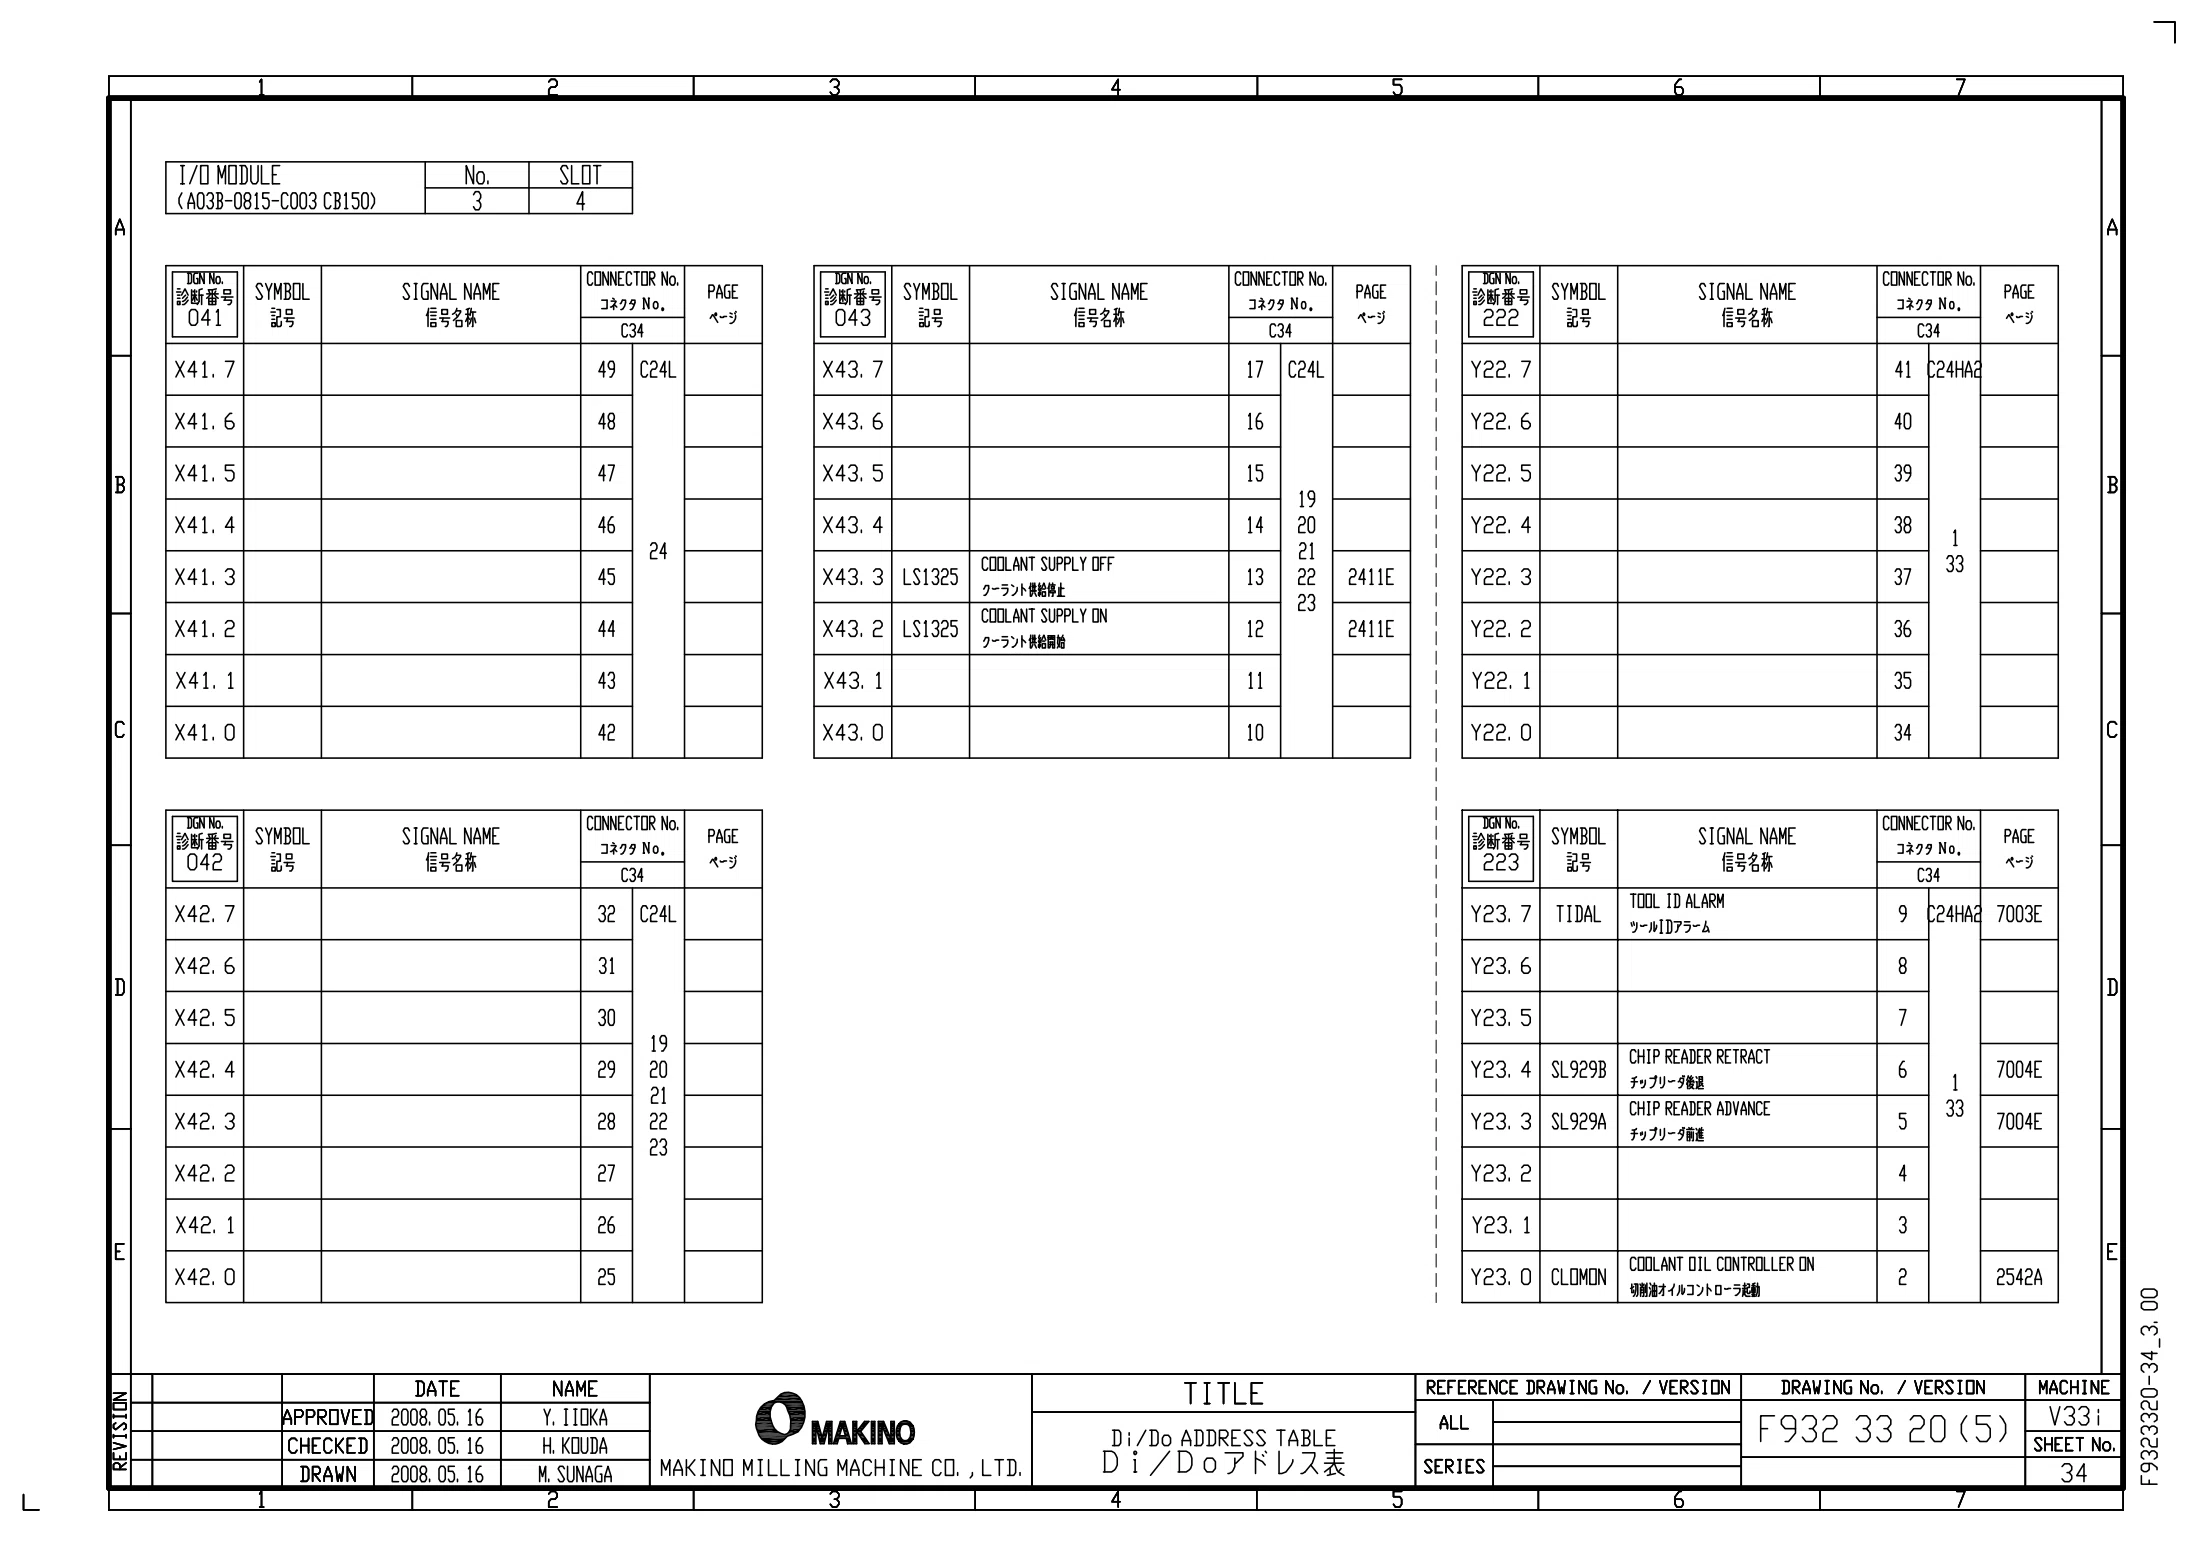 1 2 3 4 5 6 7
I/O MODULE No. SLOT
(A03B-0815-C003 CB150) 3 4
A A
B B
C C
D D
E E
DGN No. SYMBOL SIGNAL NAME CONNECTOR No. PAGE
診断番号 記号 信号名称 コネクタ No. ページ
041 C34
X41. 7 49 C24L
X41. 6 48
X41. 5 47
X41. 4 46
24
X41. 3 45
X41. 2 44
X41. 1 43
X41. 0 42
DGN No. SYMBOL SIGNAL NAME CONNECTOR No. PAGE
診断番号 記号 信号名称 コネクタ No. ページ
042 C34
X42. 7 32 C24L
X42. 6 31
X42. 5 30
19
X42. 4 29 20
21
X42. 3 28 22
23
X42. 2 27
X42. 1 26
X42. 0 25
DGN No. SYMBOL SIGNAL NAME CONNECTOR No. PAGE
診断番号 記号 信号名称 コネクタ No. ページ
043 C34
X43. 7 17 C24L
X43. 6 16
X43. 5 15
19
X43. 4 14 20
21
COOLANT SUPPLY OFF
X43. 3 LS1325 13 22 2411E
クーラント供給停止
23
COOLANT SUPPLY ON
X43. 2 LS1325 12 2411E
クーラント供給開始
X43. 1 11
X43. 0 10
DGN No. SYMBOL SIGNAL NAME CONNECTOR No. PAGE
診断番号 記号 信号名称 コネクタ No. ページ
222 C34
Y22. 7 41 C24HA2
Y22. 6 40
Y22. 5 39
Y22. 4 38
1
33
Y22. 3 37
Y22. 2 36
Y22. 1 35
Y22. 0 34
DGN No. SYMBOL SIGNAL NAME CONNECTOR No. PAGE
診断番号 記号 信号名称 コネクタ No. ページ
223 C34
TOOL ID ALARM
Y23. 7 TIDAL 9 C24HA2 7003E
ツールIDアラーム
Y23. 6 8
Y23. 5 7
CHIP READER RETRACT
Y23. 4 SL929B 6 7004E
チップリーダ後退
1
33
CHIP READER ADVANCE
Y23. 3 SL929A 5 7004E
チップリーダ前進
Y23. 2 4
Y23. 1 3
COOLANT OIL CONTROLLER ON
Y23. 0 CLOMON 2 2542A
切削油オイルコントローラ起動
REVISION
DATE NAME
APPROVED 2008. 05. 16 Y. IIOKA
CHECKED 2008. 05. 16 H. KOUDA
DRAWN 2008. 05. 16 M. SUNAGA
MAKINO
MAKINO MILLING MACHINE CO. , LTD.
TITLE
Di/Do ADDRESS TABLE
Di/Doアドレス表
REFERENCE DRAWING No. / VERSION
ALL
SERIES
DRAWING No. / VERSION
F932 33 20(5)
MACHINE
V33i
SHEET No.
34
F9323320-34_3. 00
1 2 3 4 5 6 7